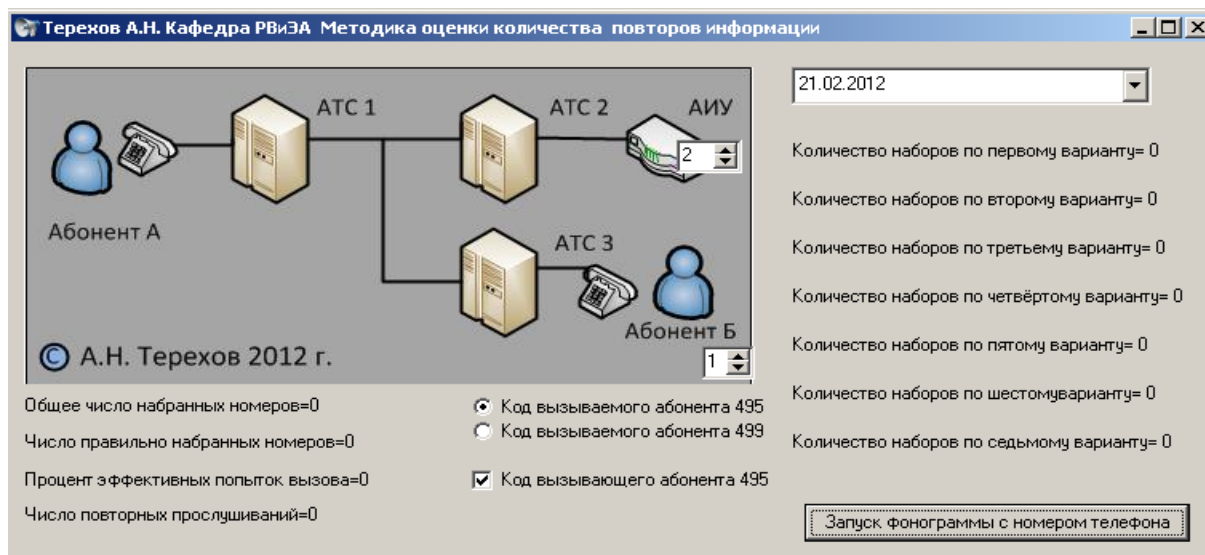 Терехов А.Н. Кафедра РВиЭА  Методика оценки количества  повторов информации
АТС 1
АТС 2
АИУ
2
Абонент А
АТС 3
Абонент Б
© А.Н. Терехов 2012 г.
1
Общее число набранных номеров=0
Число правильно набранных номеров=0
Процент эффективных попыток вызова=0
Число повторных прослушиваний=0
Код вызываемого абонента 495
Код вызываемого абонента 499
Код вызывающего абонента 495
21.02.2012
Количество наборов по первому варианту= 0
Количество наборов по второму варианту= 0
Количество наборов по третьему варианту= 0
Количество наборов по четвёртому варианту= 0
Количество наборов по пятому варианту= 0
Количество наборов по шестомуварианту= 0
Количество наборов по седьмому варианту= 0
Запуск фонограммы с номером телефона